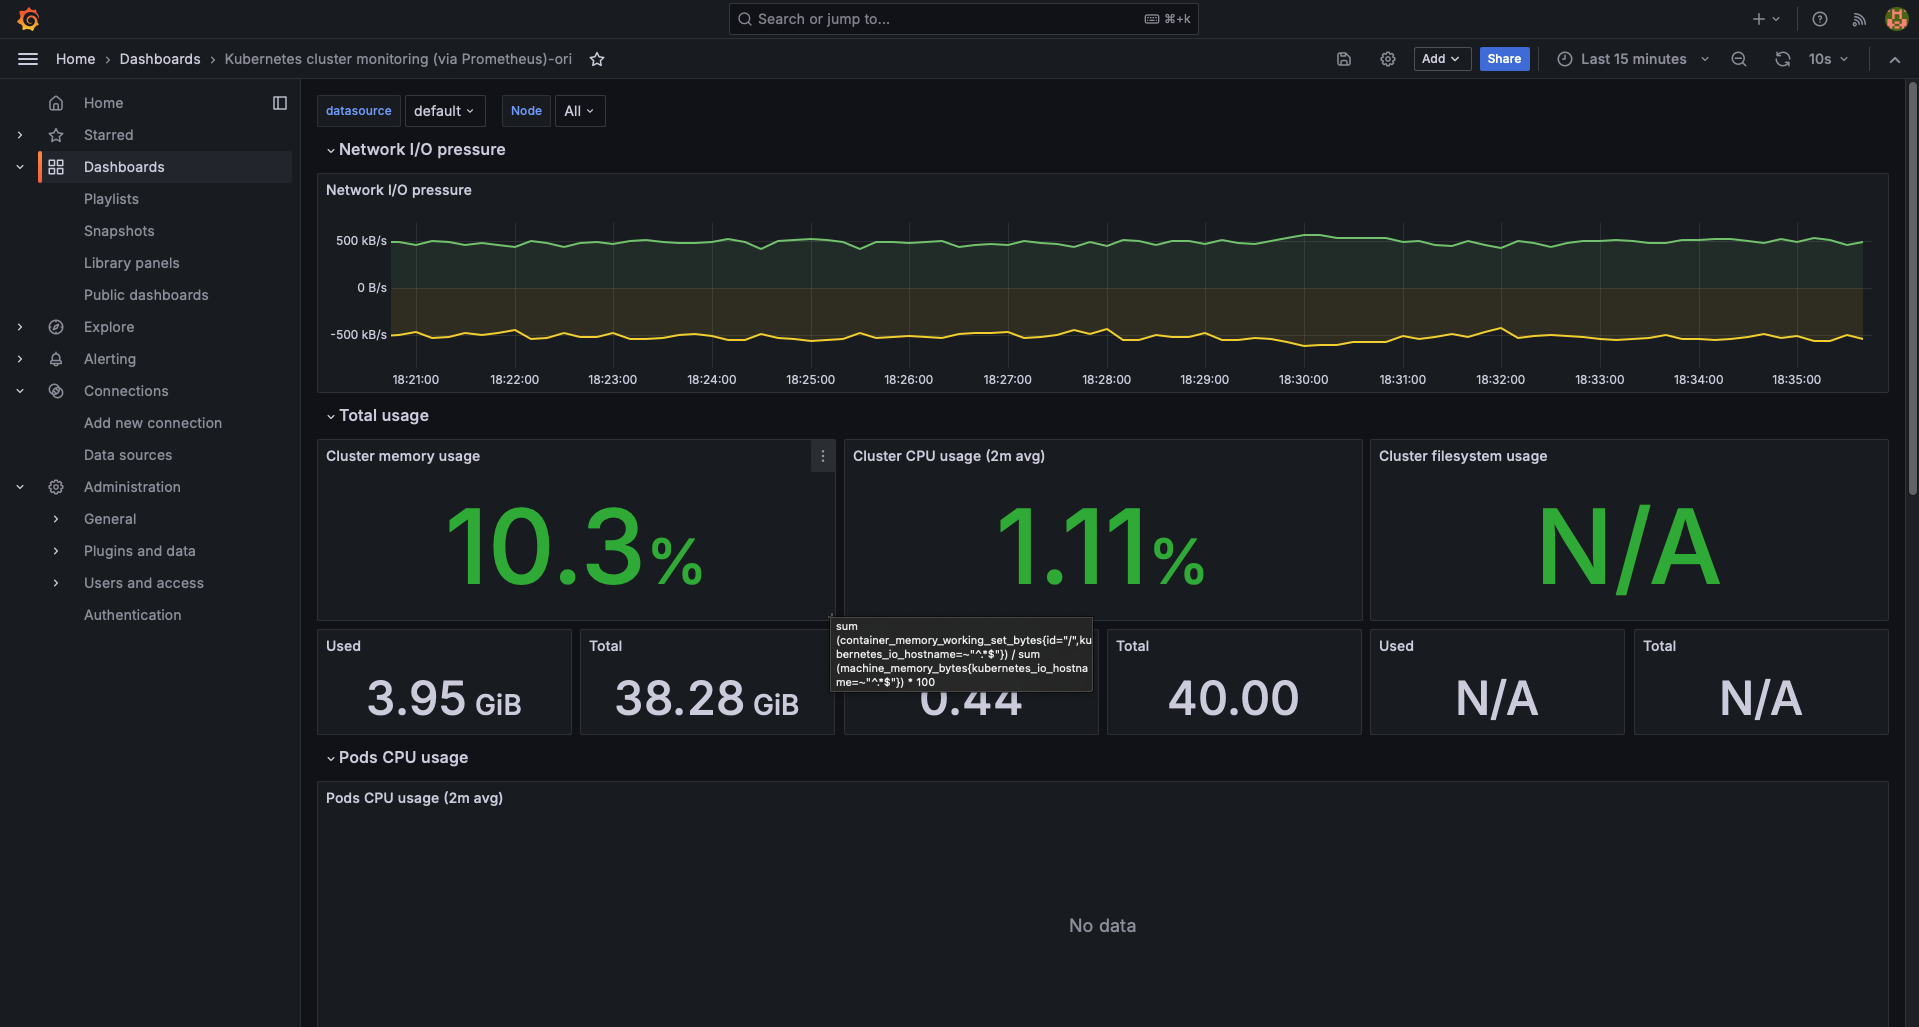 Search or jump to...
⌘+k
Home
Dashboards
Kubernetes cluster monitoring (via Prometheus)-ori
Add
Share
Last 15 minutes
10s
Home
Starred
Dashboards
Playlists
Snapshots
Library panels
Public dashboards
Explore
Alerting
Connections
Add new connection
Data sources
Administration
General
Plugins and data
Users and access
Authentication
datasource
default
Node
All
Network I/O pressure
Network I/O pressure
500 kB/s
0 B/s
-500 kB/s
18:21:00
18:22:00
18:23:00
18:24:00
18:25:00
18:26:00
18:27:00
18:28:00
18:29:00
18:30:00
18:31:00
18:32:00
18:33:00
18:34:00
18:35:00
Total usage
Cluster memory usage
10.3%
Cluster CPU usage (2m avg)
1.11%
Cluster filesystem usage
N/A
Used
3.95 GiB
Total
38.28 GiB
sum
(container_memory_working_set_bytes{id="/",ku
bernetes_io_hostname=~"^.*$"}) / sum
(machine_memory_bytes{kubernetes_io_hostna
me=~"^.*$"}) * 100
0.44
Total
40.00
Used
N/A
Total
N/A
Pods CPU usage
Pods CPU usage (2m avg)
No data